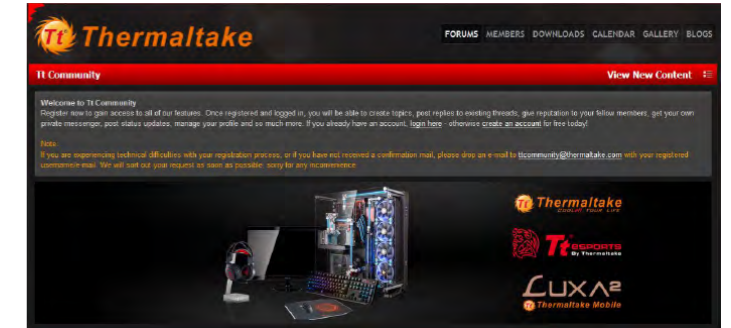 Tt Thermaltake
FORUMS MEMBERS DOWNLOADS CALENDAR GALLERY BLOGS
Tt Community
View New Content
Welcome to Tt Community
Register now to gain access to all of our features. Once registered and logged in, you will be able to create topics, post replies to existing threads, give reputation to your fellow members, get your own
private messenger, post status updates, manage your profile and so much more. If you already have an account, login here - otherwise create an account for free today!
Note:
If you are experiencing technical difficulties with your registration process, or if you have not received a confirmation mail, please drop an e-mail to ttcommunity@thermaltake.com with your registered
username/e-mail. We will sort out your request as soon as possible, sorry for any inconvenience
Tt Thermaltake
COOL ALL YOUR LIFE
Tt eSPORTS
By Thermaltake
LUXA2
Tt Thermaltake Mobile